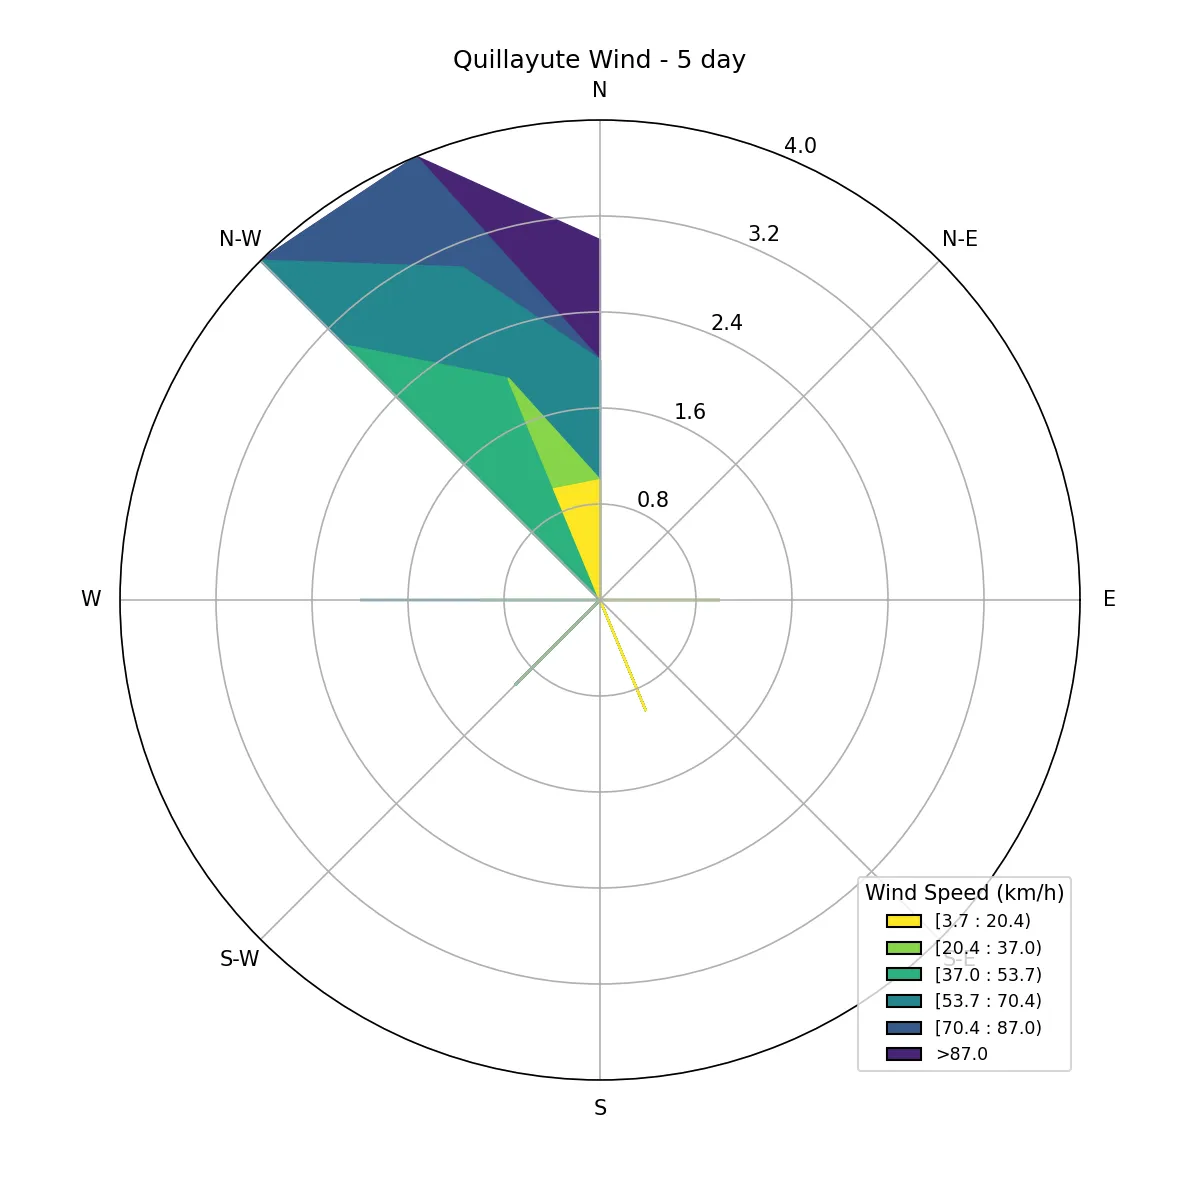 Quillayute Wind - 5 day
N
4.0
N-W
3.2
N-E
2.4
1.6
0.8
W
E
S-W
S-E
S
Wind Speed (km/h)
[3.7 : 20.4)
[20.4 : 37.0)
[37.0 : 53.7)
[53.7 : 70.4)
[70.4 : 87.0)
>87.0